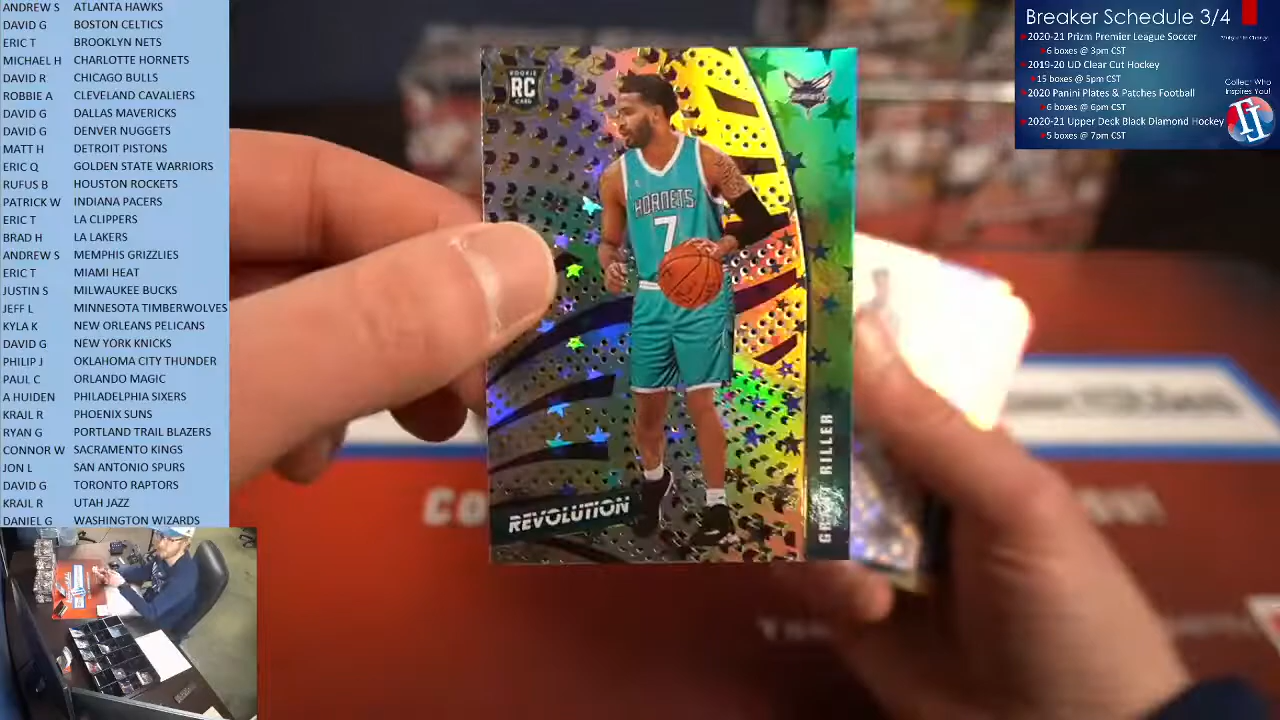 ANDREW S ATLANTA HAWKS
DAVID G BOSTON CELTICS
ERIC T BROOKLYN NETS
MICHAEL H CHARLOTTE HORNETS
DAVID R CHICAGO BULLS
ROBBIE A CLEVELAND CAVALIERS
DAVID G DALLAS MAVERICKS
DAVID G DENVER NUGGETS
MATT H DETROIT PISTONS
ERIC Q GOLDEN STATE WARRIORS
RUFUS B HOUSTON ROCKETS
PATRICK W INDIANA PACERS
ERIC T LA CLIPPERS
BRAD H LA LAKERS
ANDREW S MEMPHIS GRIZZLIES
ERIC T MIAMI HEAT
JUSTIN S MILWAUKEE BUCKS
JEFF L MINNESOTA TIMBERWOLVES
KYLA K NEW ORLEANS PELICANS
DAVID G NEW YORK KNICKS
PHILIP J OKLAHOMA CITY THUNDER
PAUL C ORLANDO MAGIC
A HUIDEN PHILADELPHIA SIXERS
KRAJL R PHOENIX SUNS
RYAN G PORTLAND TRAIL BLAZERS
CONNOR W SACRAMENTO KINGS
JON L SAN ANTONIO SPURS
DAVID G TORONTO RAPTORS
KRAIL R UTAH JAZZ
DANIEL G WASHINGTON WIZARDS
ROOKIE
RC
CARD
HORNETS
7
REVOLUTION
GRANT RILLER
Breaker Schedule 3/4
2020-21 Prizm Premier League Soccer
6 boxes @ 3pm CST
2019-20 UD Clear Cut Hockey
15 boxes @ 5pm CST
2020 Panini Plates & Patches Football
6 boxes @ 6pm CST
2020-21 Upper Deck Black Diamond Hockey
5 boxes @ 7pm CST
Collect Who
Inspires You!